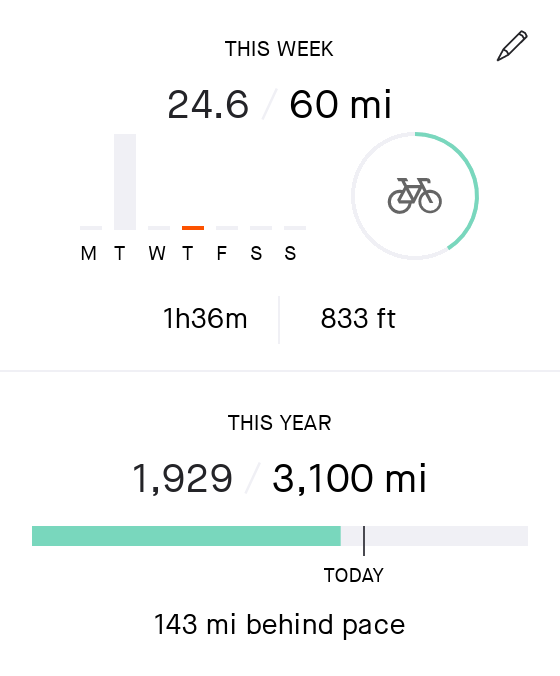 THIS WEEK
24.6 / 60 mi
M T W T F S S
1h36m 833 ft
THIS YEAR
1,929 / 3,100 mi
TODAY
143 mi behind pace